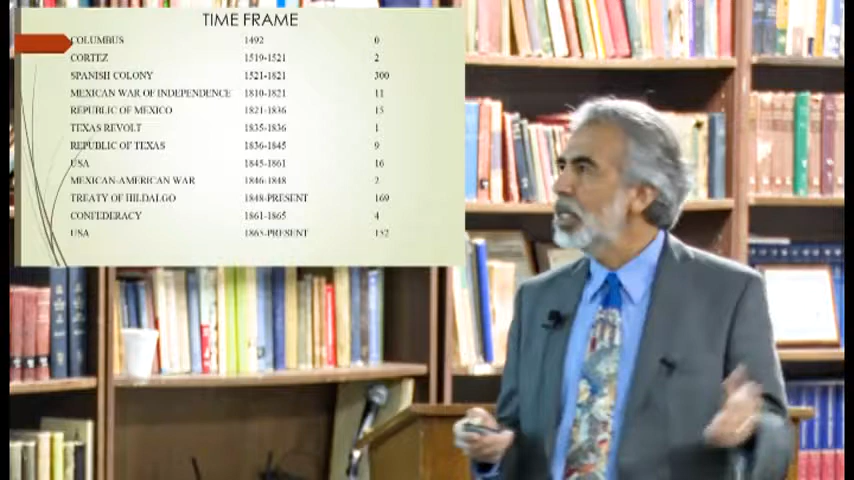 TIME FRAME
COLUMBUS 1492 0
CORTEZ 1519-1521 2
SPANISH COLONY 1521-1821 300
MEXICAN WAR OF INDEPENDENCE 1810-1821 11
REPUBLIC OF MEXICO 1821-1836 15
TEXAS REVOLT 1835-1836 1
REPUBLIC OF TEXAS 1836-1845 9
USA 1845-1861 16
MEXICAN-AMERICAN WAR 1846-1848 2
TREATY OF HILDALGO 1848-PRESENT 169
CONFEDERACY 1861-1865 4
USA 1865-PRESENT 152